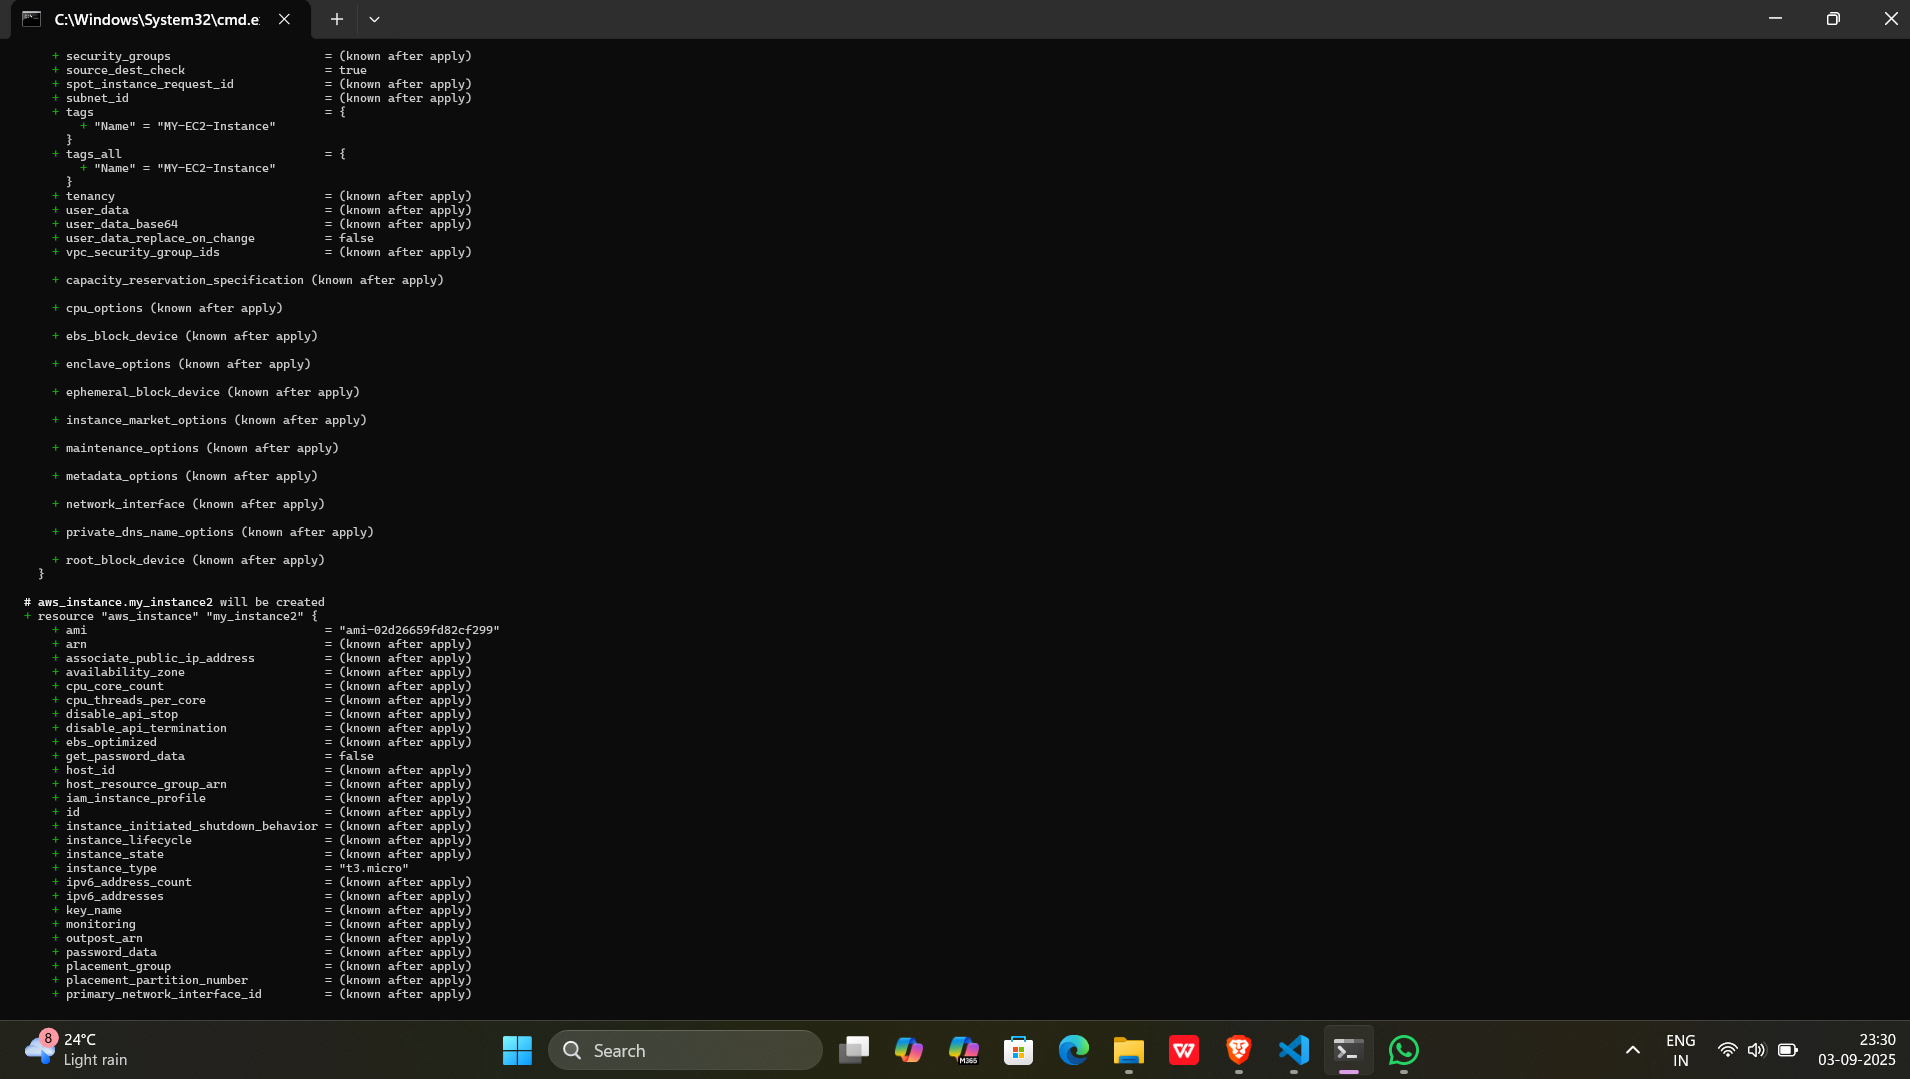 C:\Windows\System32\cmd.e
+ security_groups = (known after apply)
+ source_dest_check = true
+ spot_instance_request_id = (known after apply)
+ subnet_id = (known after apply)
+ tags = {
+ "Name" = "MY-EC2-Instance"
}
+ tags_all = {
+ "Name" = "MY-EC2-Instance"
}
+ tenancy = (known after apply)
+ user_data = (known after apply)
+ user_data_base64 = (known after apply)
+ user_data_replace_on_change = false
+ vpc_security_group_ids = (known after apply)
+ capacity_reservation_specification (known after apply)
+ cpu_options (known after apply)
+ ebs_block_device (known after apply)
+ enclave_options (known after apply)
+ ephemeral_block_device (known after apply)
+ instance_market_options (known after apply)
+ maintenance_options (known after apply)
+ metadata_options (known after apply)
+ network_interface (known after apply)
+ private_dns_name_options (known after apply)
+ root_block_device (known after apply)
}
# aws_instance.my_instance2 will be created
+ resource "aws_instance" "my_instance2" {
+ ami = "ami-02d26659fd82cf299"
+ arn = (known after apply)
+ associate_public_ip_address = (known after apply)
+ availability_zone = (known after apply)
+ cpu_core_count = (known after apply)
+ cpu_threads_per_core = (known after apply)
+ disable_api_stop = (known after apply)
+ disable_api_termination = (known after apply)
+ ebs_optimized = (known after apply)
+ get_password_data = false
+ host_id = (known after apply)
+ host_resource_group_arn = (known after apply)
+ iam_instance_profile = (known after apply)
+ id = (known after apply)
+ instance_initiated_shutdown_behavior = (known after apply)
+ instance_lifecycle = (known after apply)
+ instance_state = (known after apply)
+ instance_type = "t3.micro"
+ ipv6_address_count = (known after apply)
+ ipv6_addresses = (known after apply)
+ key_name = (known after apply)
+ monitoring = (known after apply)
+ outpost_arn = (known after apply)
+ password_data = (known after apply)
+ placement_group = (known after apply)
+ placement_partition_number = (known after apply)
+ primary_network_interface_id = (known after apply)
8
24°C
Light rain
Search
M365
W
ENG
IN
23:30
03-09-2025